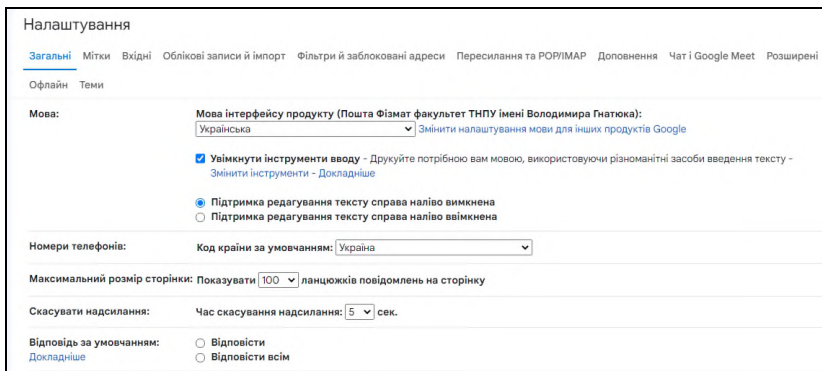 Налаштування
Загальні Мітки Вхідні Облікові записи й імпорт Фільтри й заблоковані адреси Пересилання та POP/IMAP Доповнення Чат і Google Meet Розширені
Офлайн Теми
Мова: Мова інтерфейсу продукту (Пошта Фізмат факультет ТНПУ імені Володимира Гнатюка):
Українська Змінити налаштування мови для інших продуктів Google
Увімкнути інструменти вводу - Друкуйте потрібною вам мовою, використовуючи різноманітні засоби введення тексту -
Змінити інструменти - Докладніше
Підтримка редагування тексту справа наліво вимкнена
Підтримка редагування тексту справа наліво ввімкнена
Номери телефонів: Код країни за умовчанням: Україна
Максимальний розмір сторінки: Показувати 100 ланцюжків повідомлень на сторінку
Скасувати надсилання: Час скасування надсилання: 5 сек.
Відповідь за умовчанням: Відповісти
Докладніше Відповісти всім